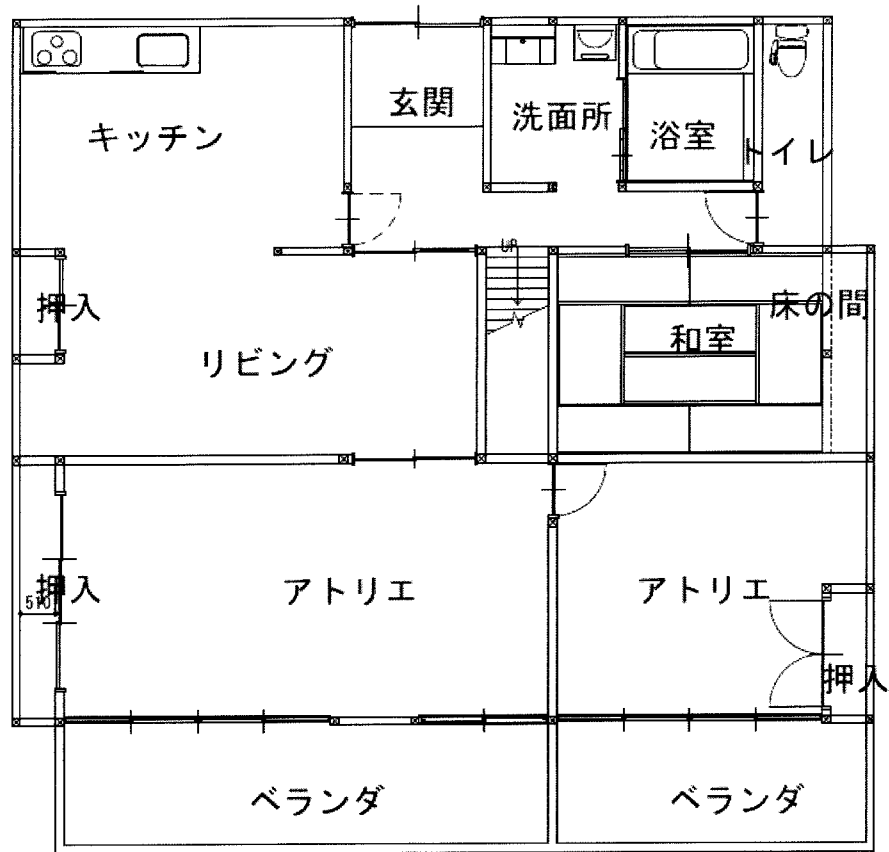 玄関
洗面所
キッチン
浴室
トイレ
UP
押入
床の間
和室
リビング
押入
510
アトリエ
アトリエ
押入
ベランダ
ベランダ